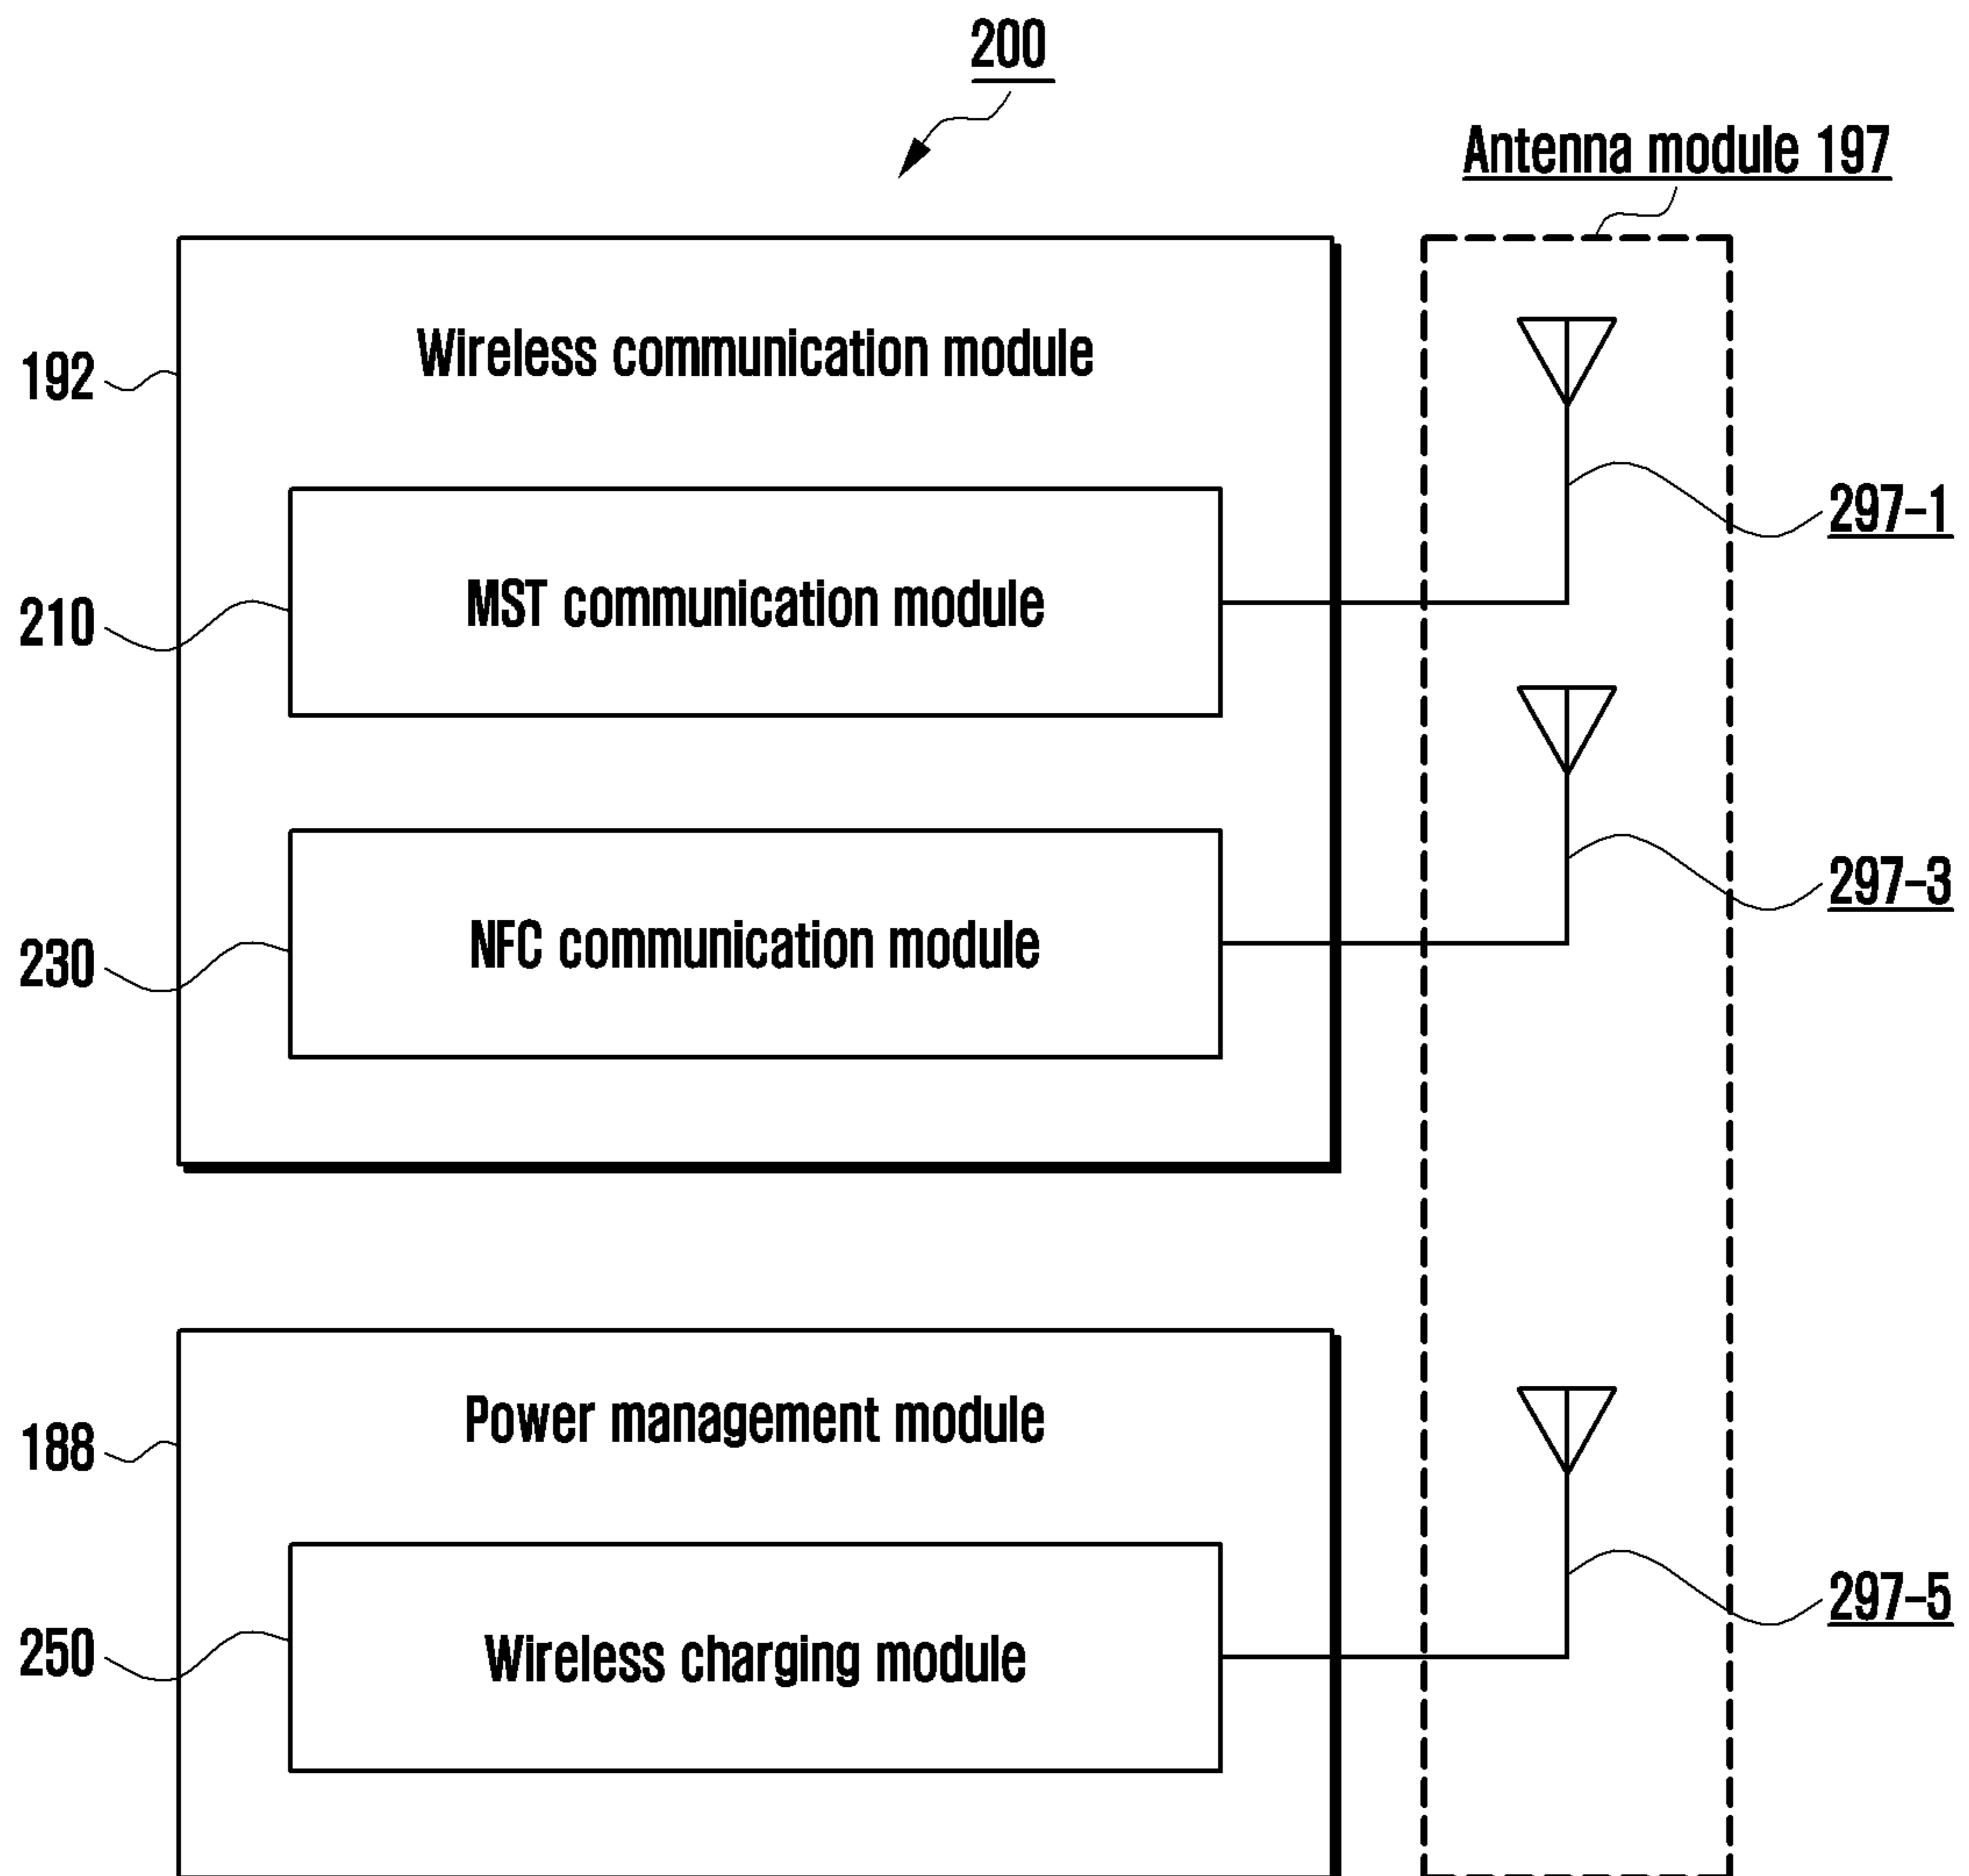 200
Antenna module 197
192
Wireless communication module
297-1
210
MST communication module
297-3
230
NFC communication module
188
Power management module
297-5
250
Wireless charging module